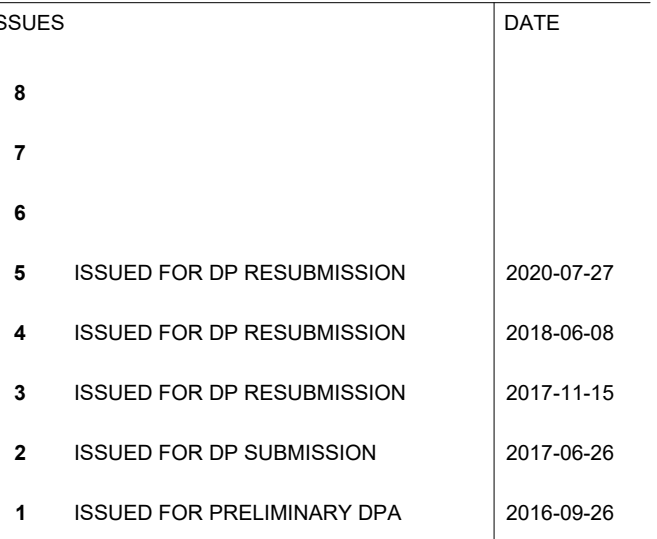 SSUES DATE
8
7
6
5 ISSUED FOR DP RESUBMISSION 2020-07-27
4 ISSUED FOR DP RESUBMISSION 2018-06-08
3 ISSUED FOR DP RESUBMISSION 2017-11-15
2 ISSUED FOR DP SUBMISSION 2017-06-26
1 ISSUED FOR PRELIMINARY DPA 2016-09-26